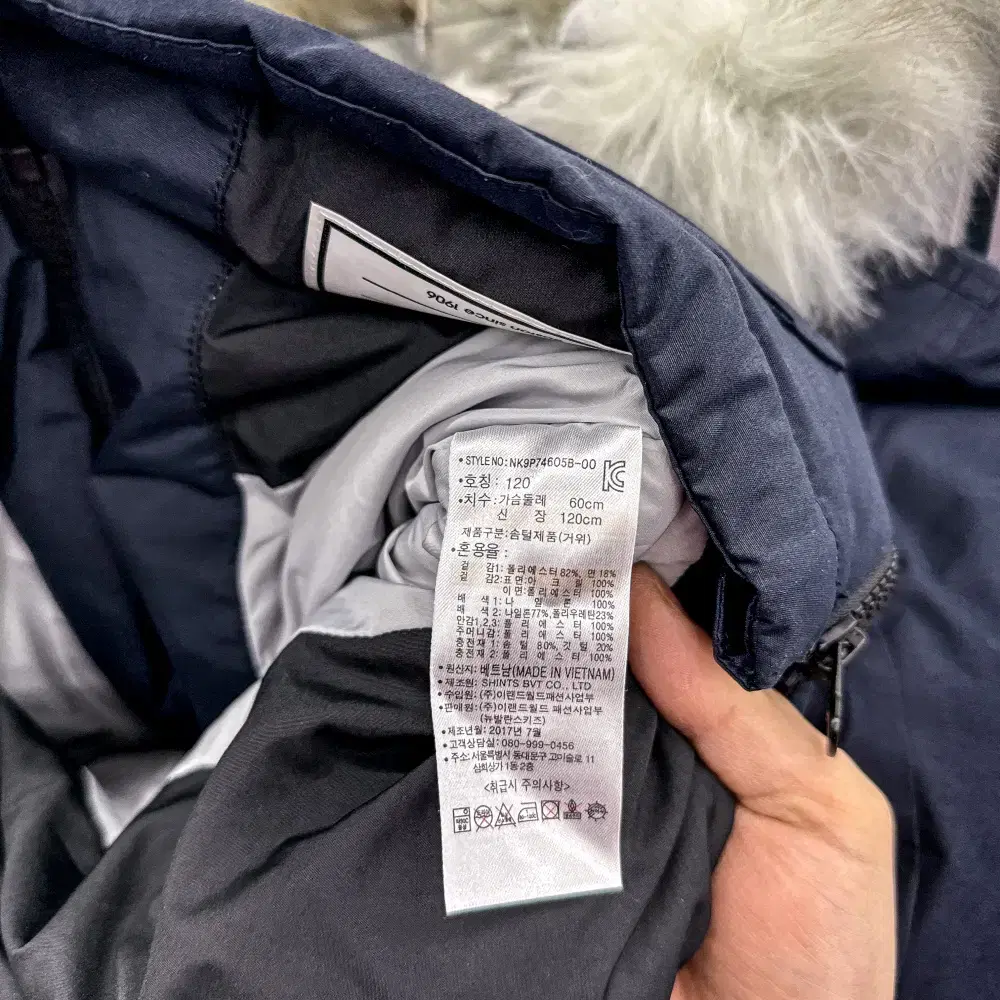 since 1906
• STYLE NO: NK9P74605B-00
• 호칭 : 120
• 치수 : 가슴둘레 60cm
신 장 120cm
제품구분:솜털제품(거위)
• 혼용율 :
겉 감1: 폴리에스터 82%, 면 18%
겉 감2: 표면:아 크 릴 100%
이면:폴리에스터 100%
배 색 1: 나 일 론 100%
배 색 2: 나일론77%,폴리우레탄23%
안감1,2,3: 폴 리 에 스 터 100%
주머니감: 폴 리 에 스 터 100%
충전재 1: 솜 털 80%, 깃 털 20%
충전재 2: 폴 리 에 스 터 100%
• 원산지: 베트남(MADE IN VIETNAM)
• 제조원: SHINTS BVT CO., LTD
• 수입원: (주)이랜드월드패션사업부
• 판매원: (주)이랜드월드 패션사업부
(뉴발란스키즈)
• 제조년월: 2017년 7월
• 고객상담실: 080-999-0456
• 주소: 서울특별시 동대문구 고미술로 11
삼희상가 1동 2층
<취급시 주의사항>